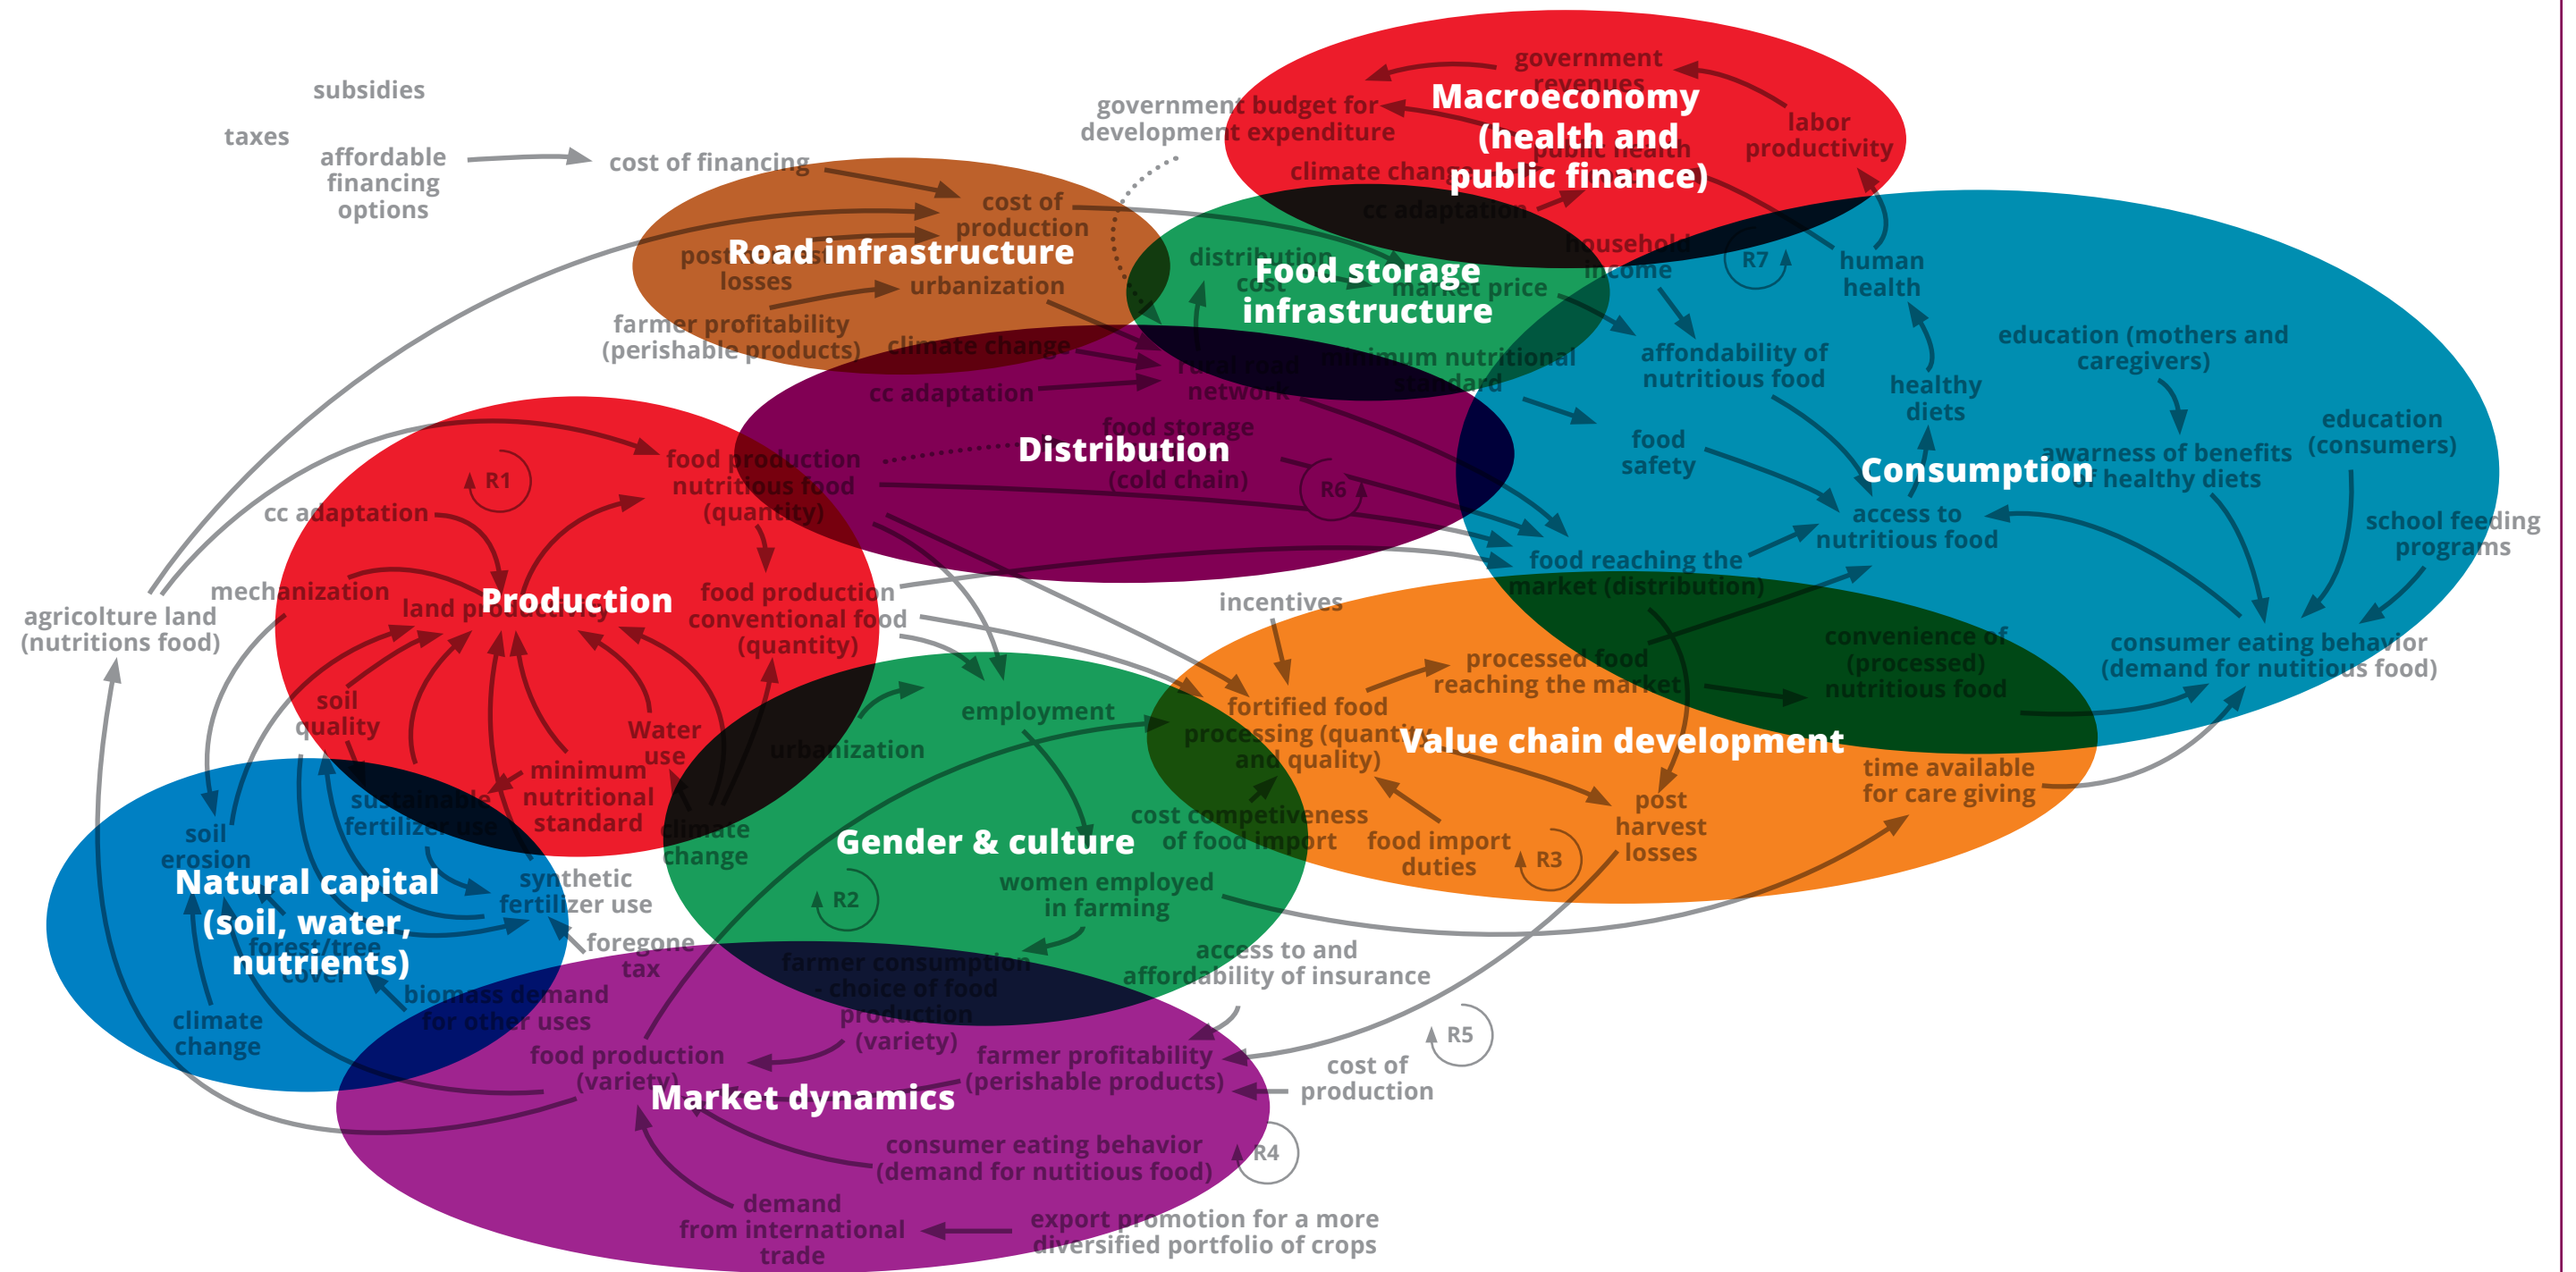 subsidies
taxes
affordable
financing
options
cost of financing
government budget for
development expenditure
government
revenues
Macroeconomy
(health and
public finance)
public health
labor
productivity
climate change
cc adaptation
cost of
production
Road infrastructure
post harvest
losses
urbanization
farmer profitability
(perishable products)
distribution
cost
Food storage
infrastructure
market price
household
income
R7
human
health
climate change
cc adaptation
rural road
network
minimum nutritional
standard
affondability of
nutritious food
healthy
diets
education (mothers and
caregivers)
education
(consumers)
food storage
(cold chain)
Distribution
R6
food
safety
Consumption
awarness of benefits
of healthy diets
access to
nutritious food
school feeding
programs
R1
food production
nutritious food
(quantity)
cc adaptation
mechanization
land productivity
Production
food production
conventional food
(quantity)
agricolture land
(nutritions food)
food reaching the
market (distribution)
incentives
processed food
reaching the market
convenience of
(processed)
nutritious food
consumer eating behavior
(demand for nutitious food)
soil
quality
Water
use
minimum
nutritional
standard
sustainable
fertilizer use
climate
change
urbanization
employment
fortified food
processing (quantity
and quality)
Value chain development
time available
for care giving
cost competiveness
of food import
food import
duties
R3
post
harvest
losses
Gender & culture
R2
women employed
in farming
soil
erosion
Natural capital
(soil, water,
nutrients)
forest/tree
cover
synthetic
fertilizer use
foregone
tax
biomass demand
for other uses
climate
change
farmer consumption
- choice of food
production
(variety)
access to and
affordability of insurance
R5
food production
(variety)
farmer profitability
(perishable products)
cost of
production
Market dynamics
consumer eating behavior
(demand for nutitious food)
R4
demand
from international
trade
export promotion for a more
diversified portfolio of crops